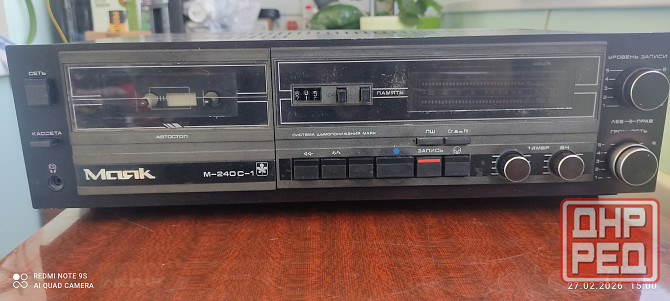 СЕТЬ
КАССЕТА
АВТОСТОП
Маяк
М-240С-1
ПАМЯТЬ
СИСТЕМА ШУМОПОНИЖЕНИЯ МАЯК
ПШ
ЗАПИСЬ
ТЕМБР
ВЧ
УРОВЕНЬ ЗАПИСИ
ЛЕВ ПРАВ
ГРОМКОСТЬ
ДНР
РЕД
REDMI NOTE 9S
AI QUAD CAMERA
27.02.2026 15:00